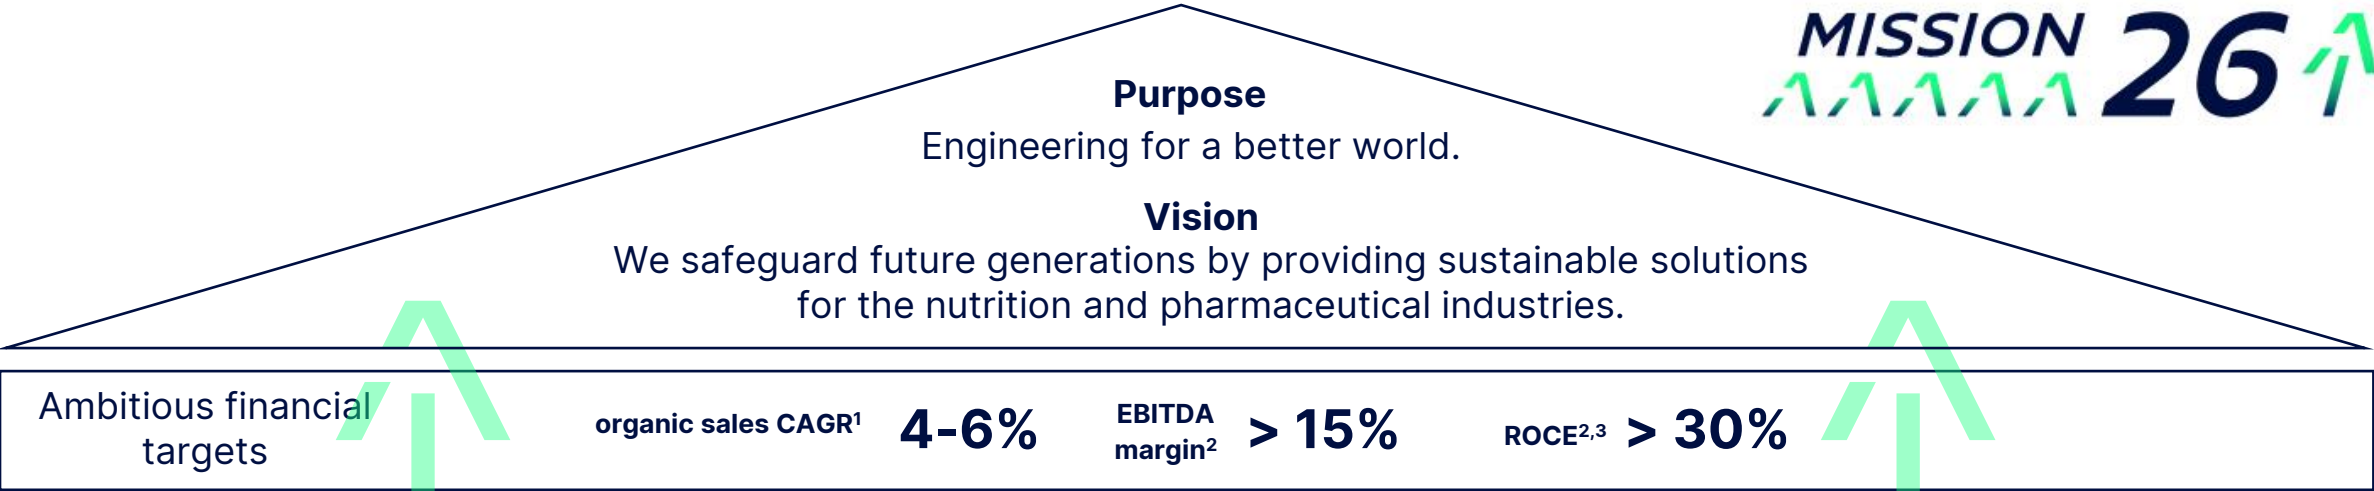 MISSION 26
Purpose
Engineering for a better world.
Vision
We safeguard future generations by providing sustainable solutions
for the nutrition and pharmaceutical industries.
Ambitious financial
targets
organic sales CAGR¹ 4-6%
EBITDA
margin² > 15%
ROCE²,³ > 30%